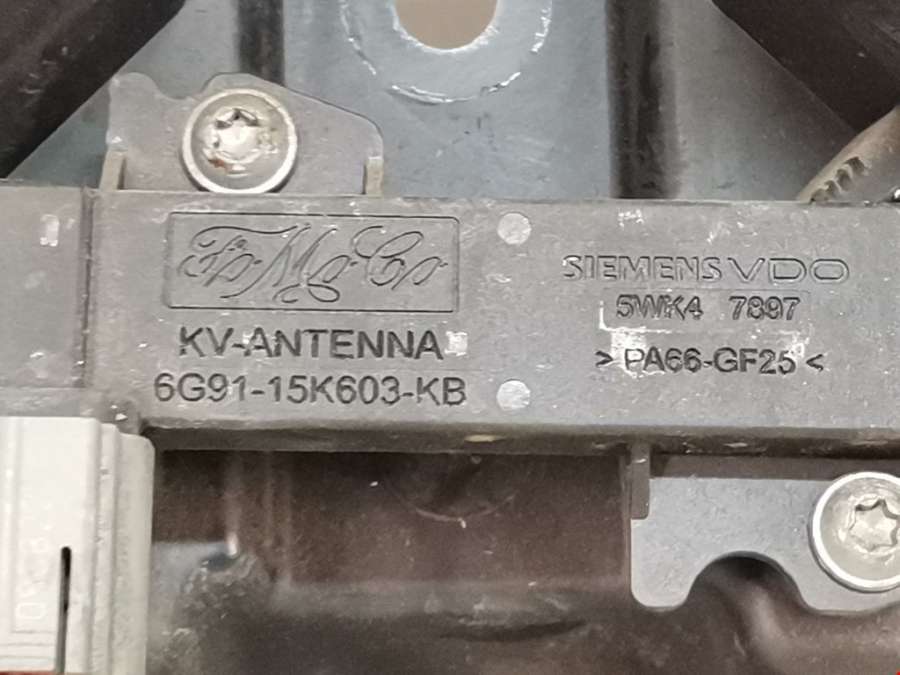 FoMoCo
KV-ANTENNA
6G91-15K603-KB
SIEMENS VDO
5WK4 7897
>PA66-GF25<